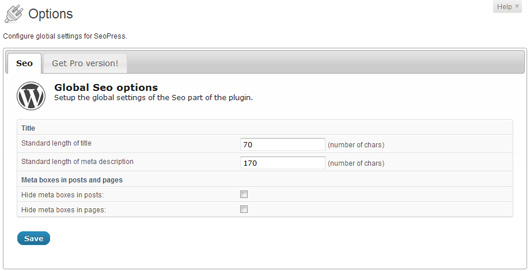 Options
Help
Configure global settings for SeoPress.
Seo
Get Pro version!
Global Seo options
Setup the global settings of the Seo part of the plugin.
Title
Standard length of title 70 (number of chars)
Standard length of meta description 170 (number of chars)
Meta boxes in posts and pages
Hide meta boxes in posts:
Hide meta boxes in pages:
Save